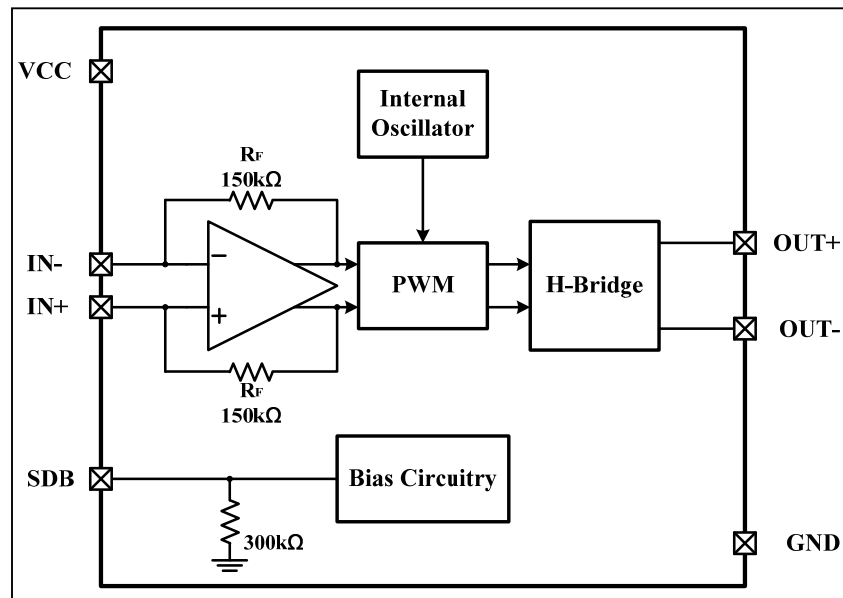 VCC
Internal
Oscillator
RF
150kΩ
IN-
IN+
−
+
PWM
H-Bridge
OUT+
OUT-
RF
150kΩ
SDB
Bias Circuitry
300kΩ
GND